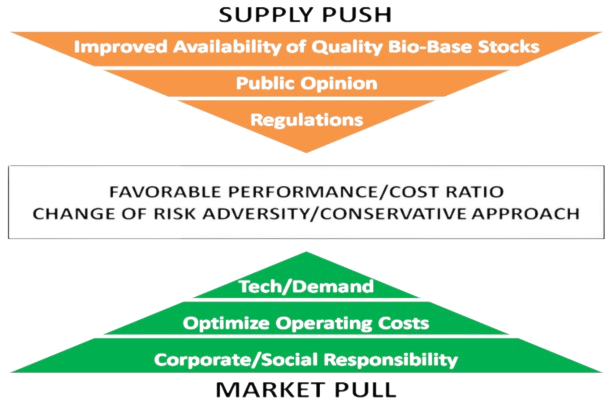 SUPPLY PUSH
Improved Availability of Quality Bio-Base Stocks
Public Opinion
Regulations
FAVORABLE PERFORMANCE/COST RATIO
CHANGE OF RISK ADVERSITY/CONSERVATIVE APPROACH
Tech/Demand
Optimize Operating Costs
Corporate/Social Responsibility
MARKET PULL